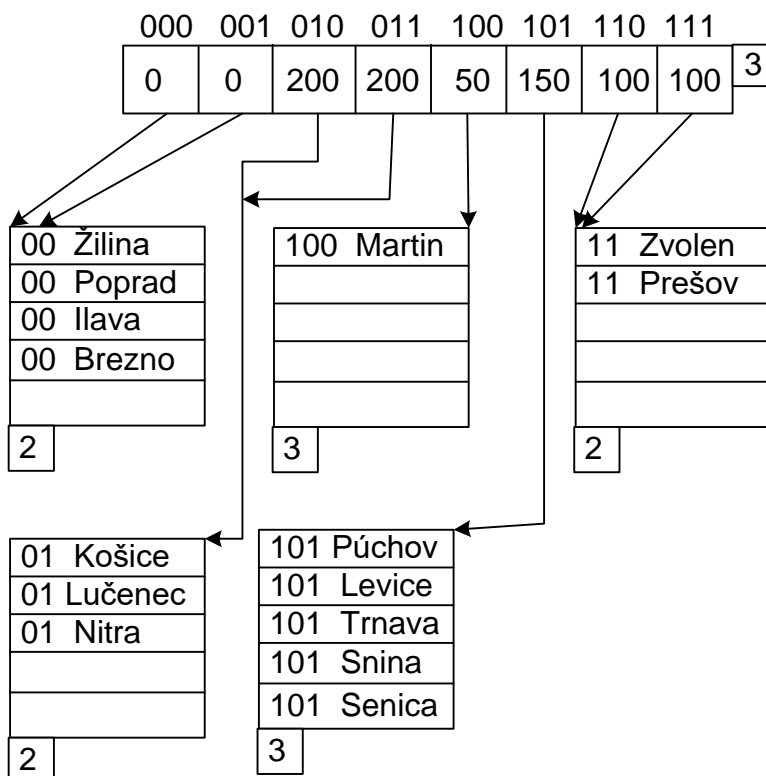 000 001 010 011 100 101 110 111
0 0 200 200 50 150 100 100 3
00 Žilina
00 Poprad
00 Ilava
00 Brezno
2
100 Martin
3
11 Zvolen
11 Prešov
2
01 Košice
01 Lučenec
01 Nitra
2
101 Púchov
101 Levice
101 Trnava
101 Snina
101 Senica
3